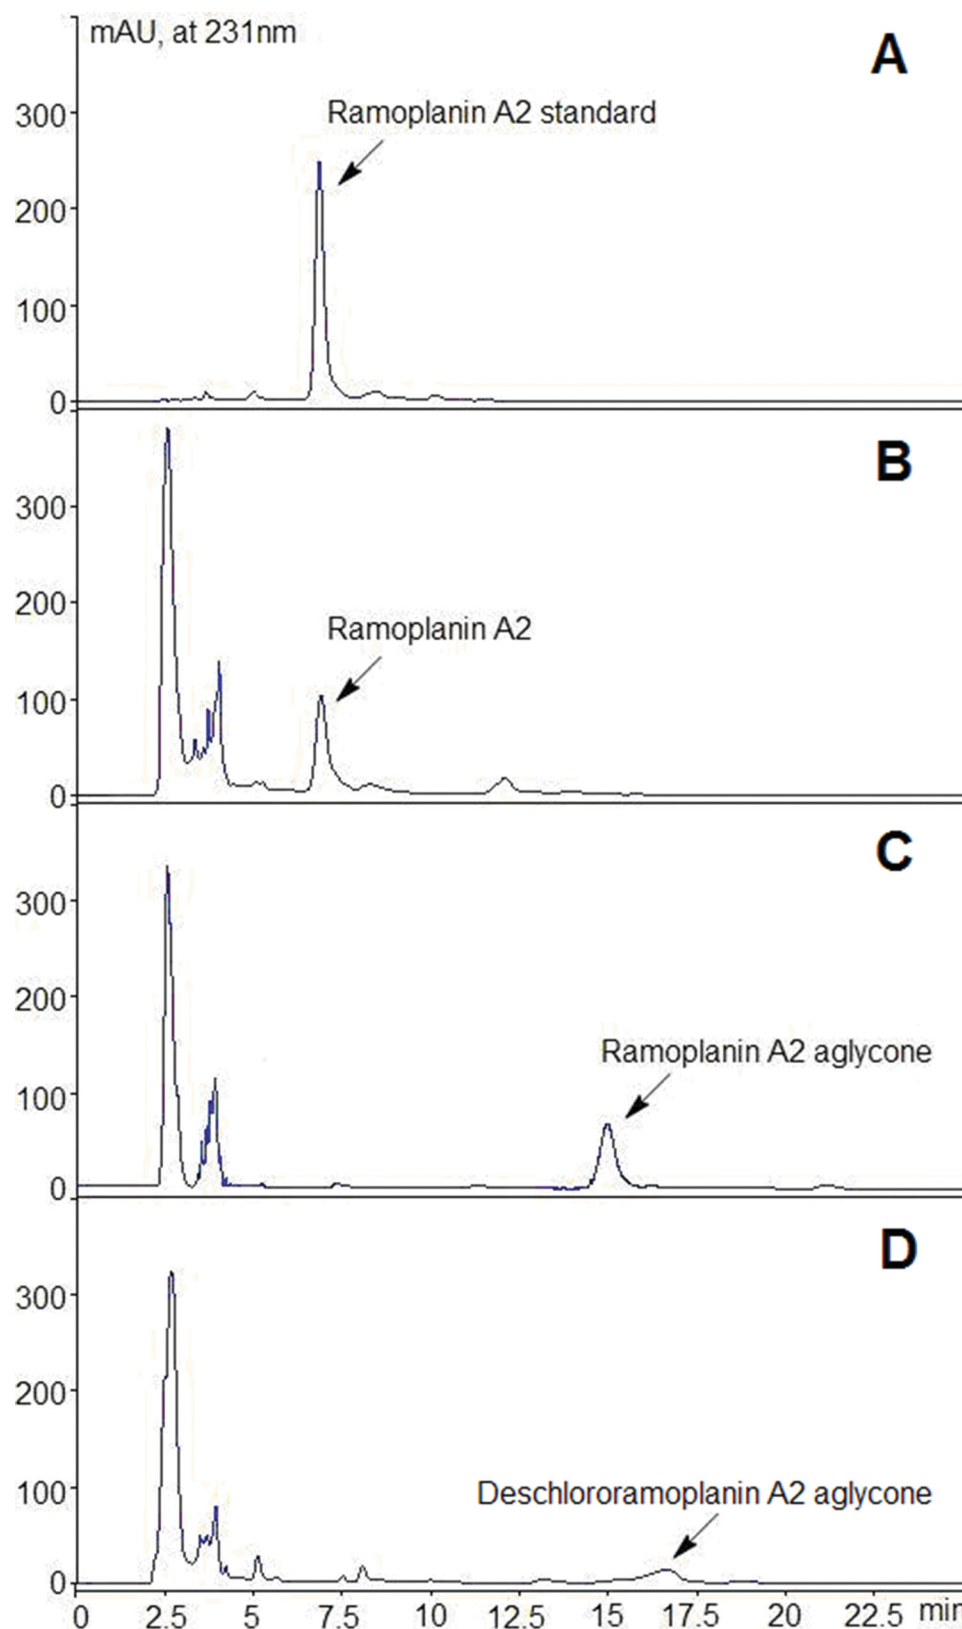 mAU, at 231nm
A
Ramoplanin A2 standard
300
200
100
0
B
300
200
Ramoplanin A2
100
0
C
300
200
Ramoplanin A2 aglycone
100
0
D
300
200
100
Deschlororamoplanin A2 aglycone
0
0 2.5 5 7.5 10 12.5 15 17.5 20 22.5 min